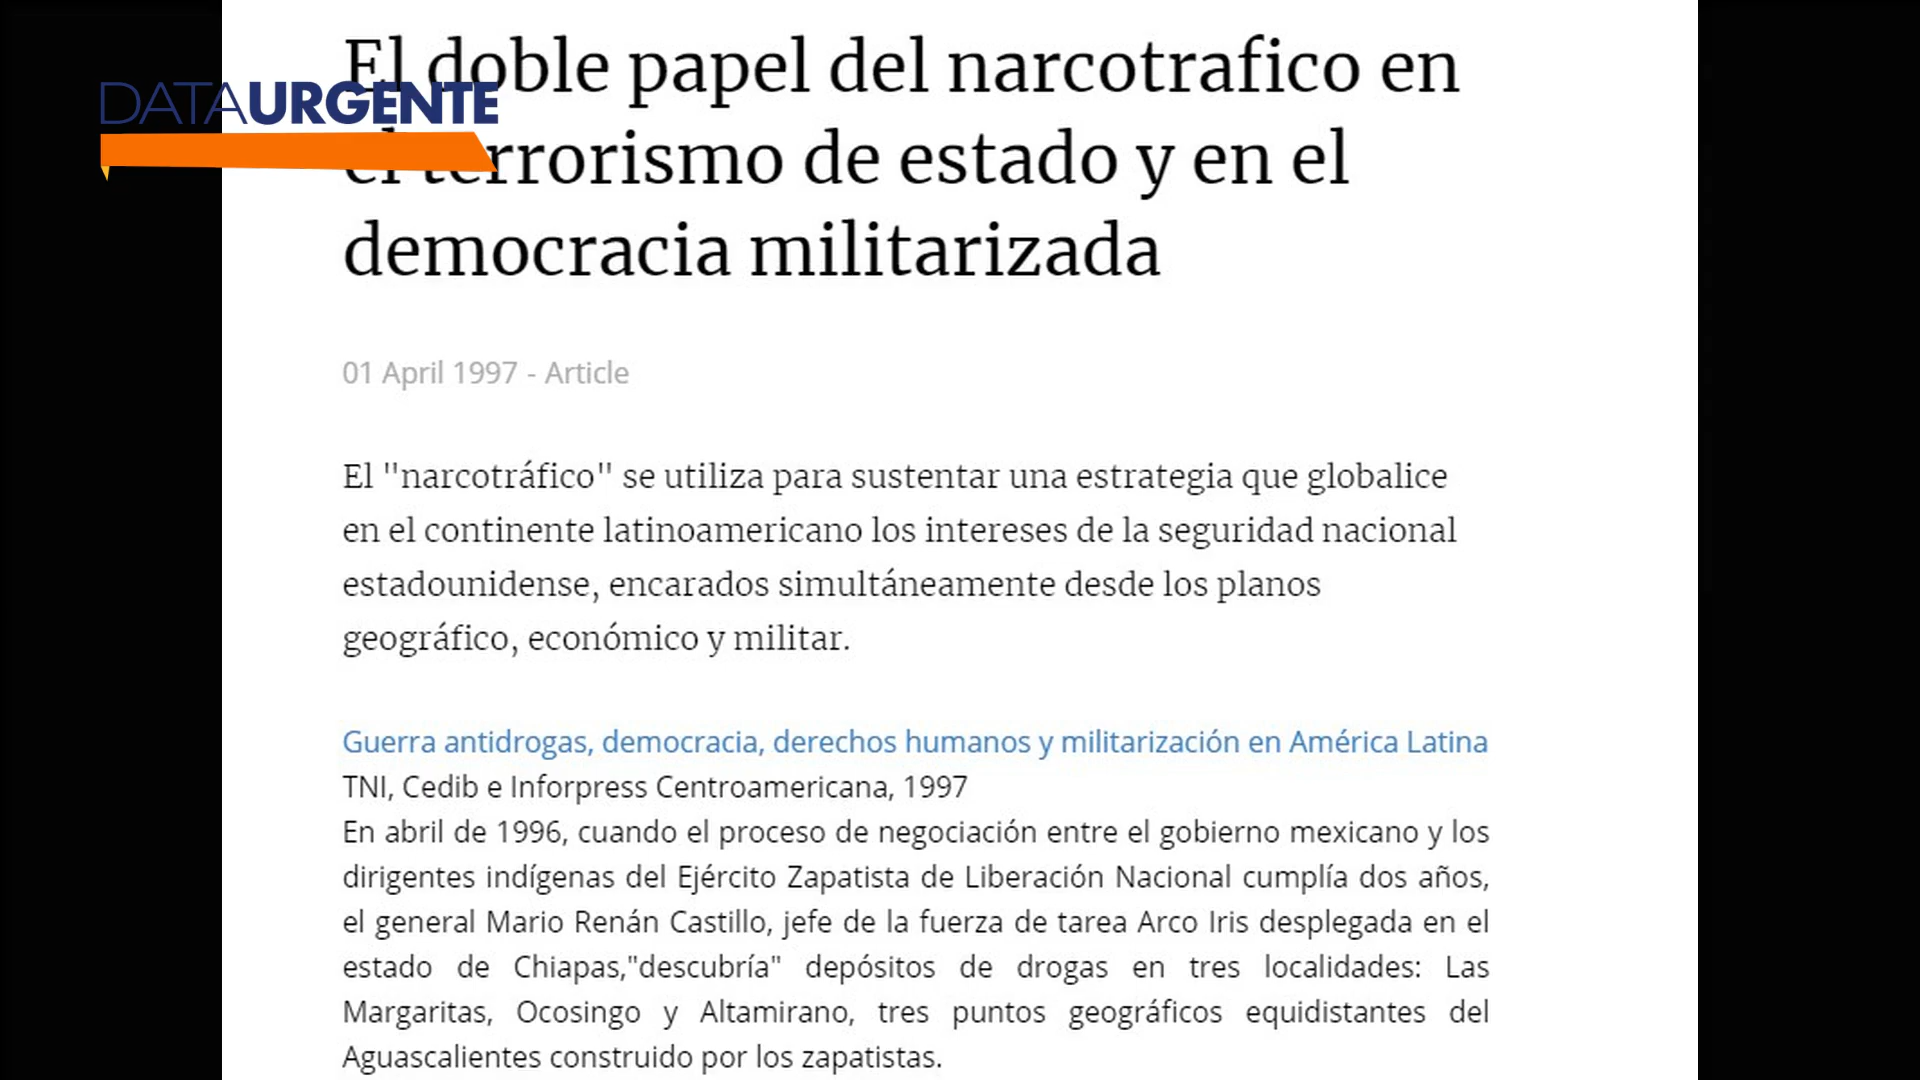 El doble papel del narcotrafico en
DATAURGENTE
el terrorismo de estado y en el
democracia militarizada
01 April 1997 - Article
El "narcotráfico" se utiliza para sustentar una estrategia que globalice
en el continente latinoamericano los intereses de la seguridad nacional
estadounidense, encarados simultáneamente desde los planos
geográfico, económico y militar.
Guerra antidrogas, democracia, derechos humanos y militarización en América Latina
TNI, Cedib e Inforpress Centroamericana, 1997
En abril de 1996, cuando el proceso de negociación entre el gobierno mexicano y los
dirigentes indígenas del Ejército Zapatista de Liberación Nacional cumplía dos años,
el general Mario Renán Castillo, jefe de la fuerza de tarea Arco Iris desplegada en el
estado de Chiapas,"descubría" depósitos de drogas en tres localidades: Las
Margaritas, Ocosingo y Altamirano, tres puntos geográficos equidistantes del
Aguascalientes construido por los zapatistas.